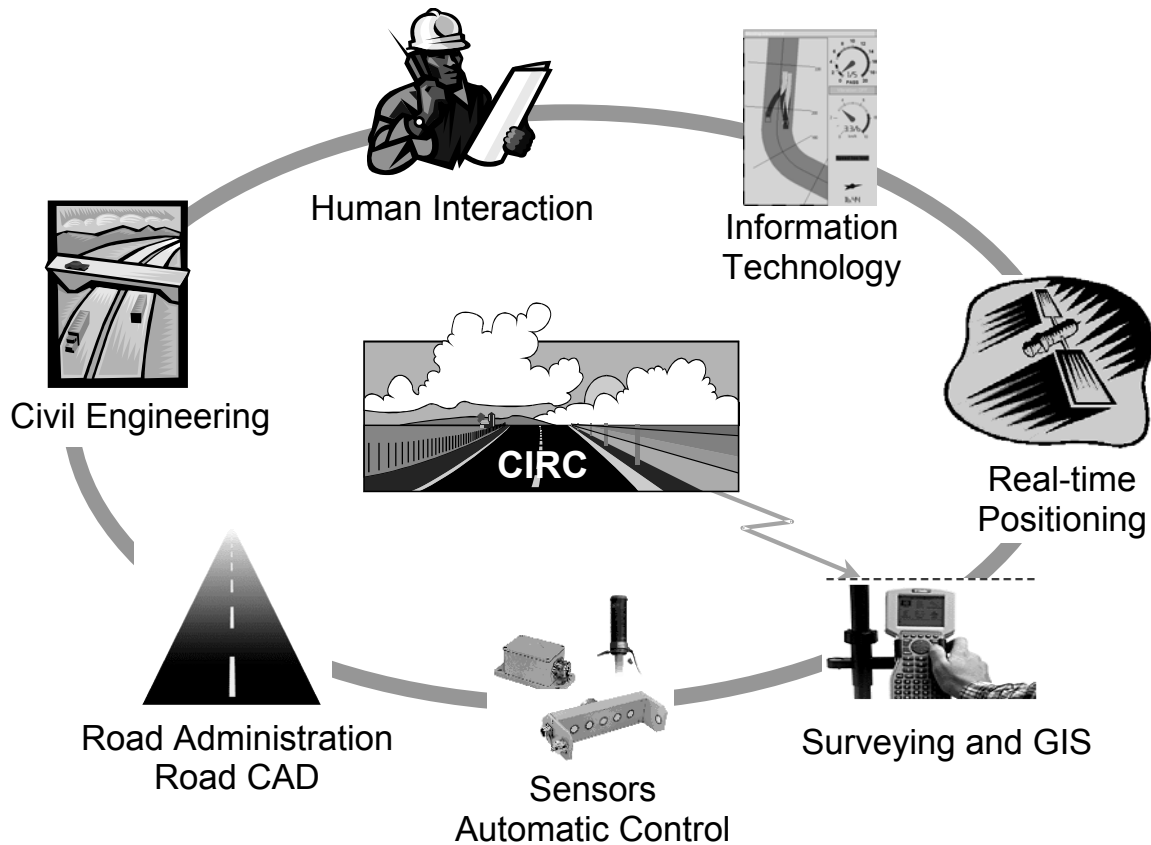 Human Interaction
Information
Technology
Civil Engineering
CIRC
Real-time
Positioning
Road Administration
Road CAD
Surveying and GIS
Sensors
Automatic Control